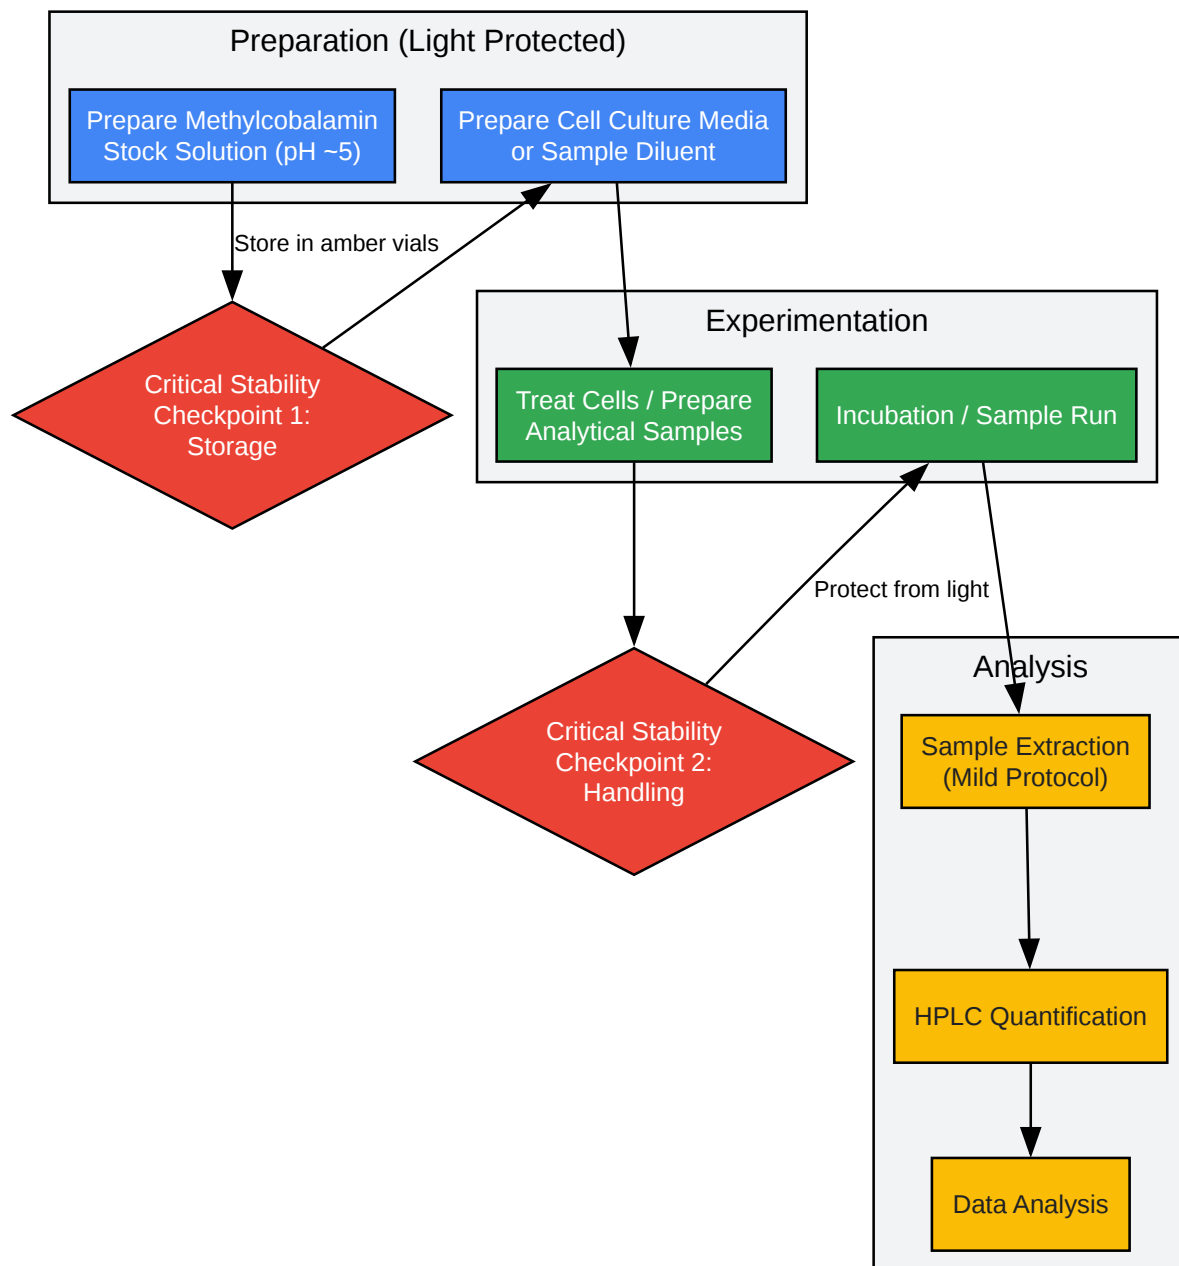 Preparation (Light Protected)
Prepare Methylcobalamin
Stock Solution (pH ~5)
Prepare Cell Culture Media
or Sample Diluent
Store in amber vials
Critical Stability
Checkpoint 1:
Storage
Experimentation
Treat Cells / Prepare
Analytical Samples
Incubation / Sample Run
Protect from light
Critical Stability
Checkpoint 2:
Handling
Analysis
Sample Extraction
(Mild Protocol)
HPLC Quantification
Data Analysis